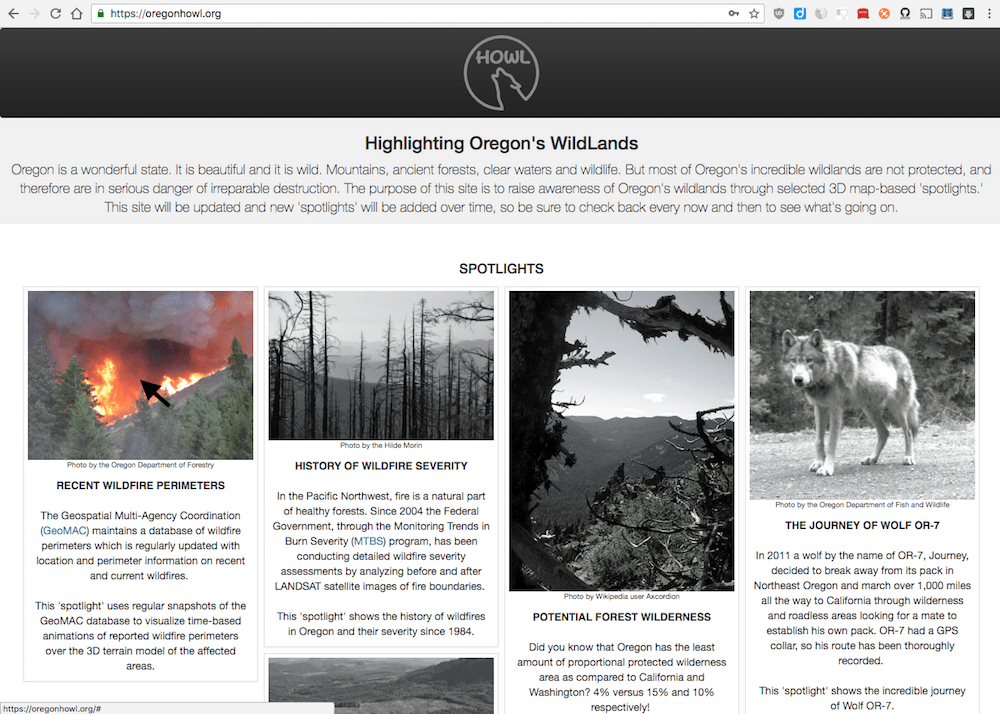 https://oregonhowl.org
HOWL
Highlighting Oregon's WildLands
Oregon is a wonderful state. It is beautiful and it is wild. Mountains, ancient forests, clear waters and wildlife. But most of Oregon's incredible wildlands are not protected, and
therefore are in serious danger of irreparable destruction. The purpose of this site is to raise awareness of Oregon's wildlands through selected 3D map-based 'spotlights.'
This site will be updated and new 'spotlights' will be added over time, so be sure to check back every now and then to see what's going on.
SPOTLIGHTS
Photo by the Oregon Department of Forestry
RECENT WILDFIRE PERIMETERS
The Geospatial Multi-Agency Coordination
(GeoMAC) maintains a database of wildfire
perimeters which is regularly updated with
location and perimeter information on recent
and current wildfires.
This 'spotlight' uses regular snapshots of the
GeoMAC database to visualize time-based
animations of reported wildfire perimeters
over the 3D terrain model of the affected
areas.
Photo by the Hilde Morin
HISTORY OF WILDFIRE SEVERITY
In the Pacific Northwest, fire is a natural part
of healthy forests. Since 2004 the Federal
Government, through the Monitoring Trends in
Burn Severity (MTBS) program, has been
conducting detailed wildfire severity
assessments by analyzing before and after
LANDSAT satellite images of fire boundaries.
This 'spotlight' shows the history of wildfires
in Oregon and their severity since 1984.
Photo by Wikipedia user Axcordion
POTENTIAL FOREST WILDERNESS
Did you know that Oregon has the least
amount of proportional protected wilderness
area as compared to California and
Washington? 4% versus 15% and 10%
respectively!
Photo by the Oregon Department of Fish and Wildlife
THE JOURNEY OF WOLF OR-7
In 2011 a wolf by the name of OR-7, Journey,
decided to break away from its pack in
Northeast Oregon and march over 1,000 miles
all the way to California through wilderness
and roadless areas looking for a mate to
establish his own pack. OR-7 had a GPS
collar, so his route has been thoroughly
recorded.
This 'spotlight' shows the incredible journey
of Wolf OR-7.
https://oregonhowl.org/#